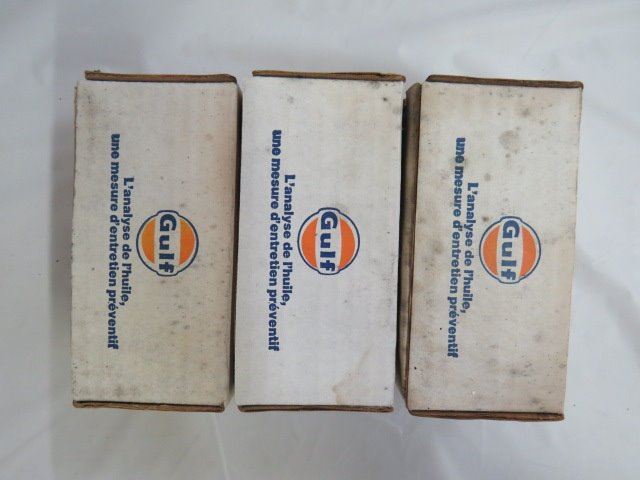 Gulf
L'analyse de l'huile,
une mesure d'entretien préventif
Gulf
L'analyse de l'huile,
une mesure d'entretien préventif
Gulf
L'analyse de l'huile,
une mesure d'entretien préventif